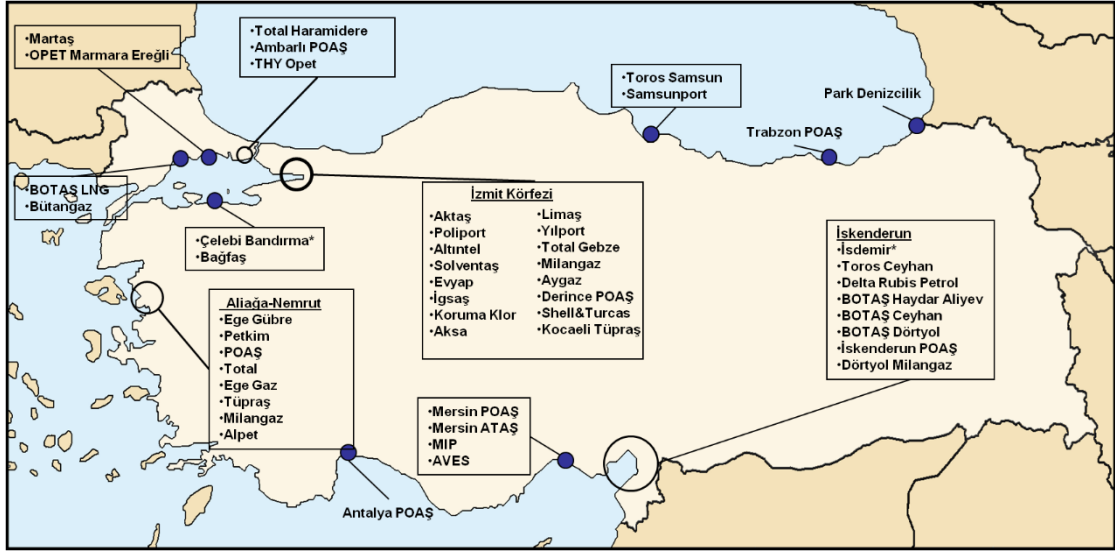 •Martaş
•OPET Marmara Ereğli
•Total Haramidere
•Ambarlı POAŞ
•THY Opet
•Toros Samsun
•Samsunport
Park Denizcilik
Trabzon POAŞ
•BOTAŞ LNG
•Bütangaz
•Çelebi Bandırma*
•Bağfaş
İzmit Körfezi
•Aktaş
•Poliport
•Altıntel
•Solventaş
•Evyap
•İgsaş
•Koruma Klor
•Aksa
•Limaş
•Yılport
•Total Gebze
•Milangaz
•Aygaz
•Derince POAŞ
•Shell&Turcas
•Kocaeli Tüpraş
İskenderun
•İsdemir*
•Toros Ceyhan
•Delta Rubis Petrol
•BOTAŞ Haydar Aliyev
•BOTAŞ Ceyhan
•BOTAŞ Dörtyol
•İskenderun POAŞ
•Dörtyol Milangaz
Aliağa-Nemrut
•Ege Gübre
•Petkim
•POAŞ
•Total
•Ege Gaz
•Tüpraş
•Milangaz
•Alpet
•Mersin POAŞ
•Mersin ATAŞ
•MIP
•AVES
Antalya POAŞ